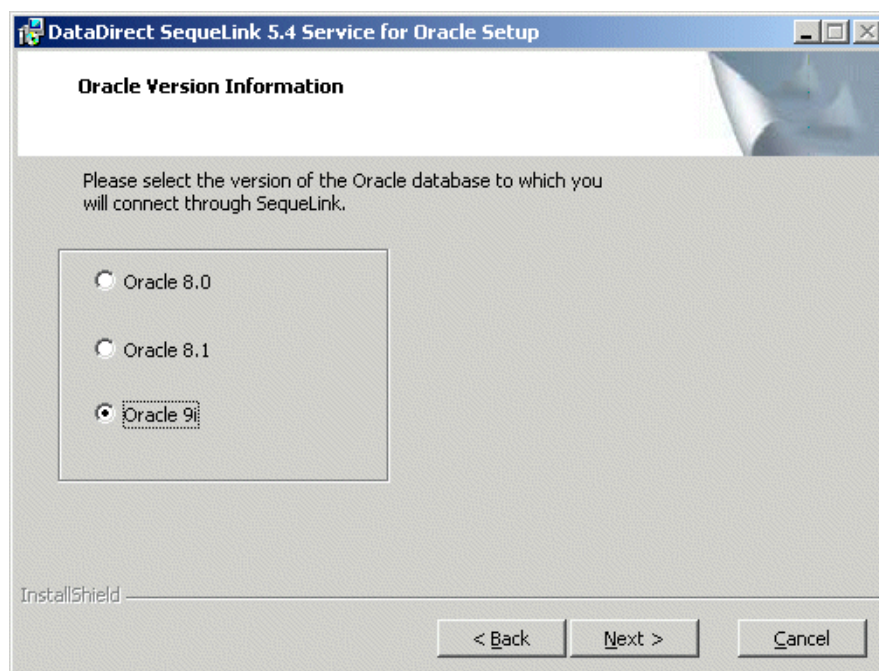 DataDirect SequeLink 5.4 Service for Oracle Setup
Oracle Version Information
Please select the version of the Oracle database to which you
will connect through SequeLink.
Oracle 8.0
Oracle 8.1
Oracle 9i
InstallShield
< Back
Next >
Cancel